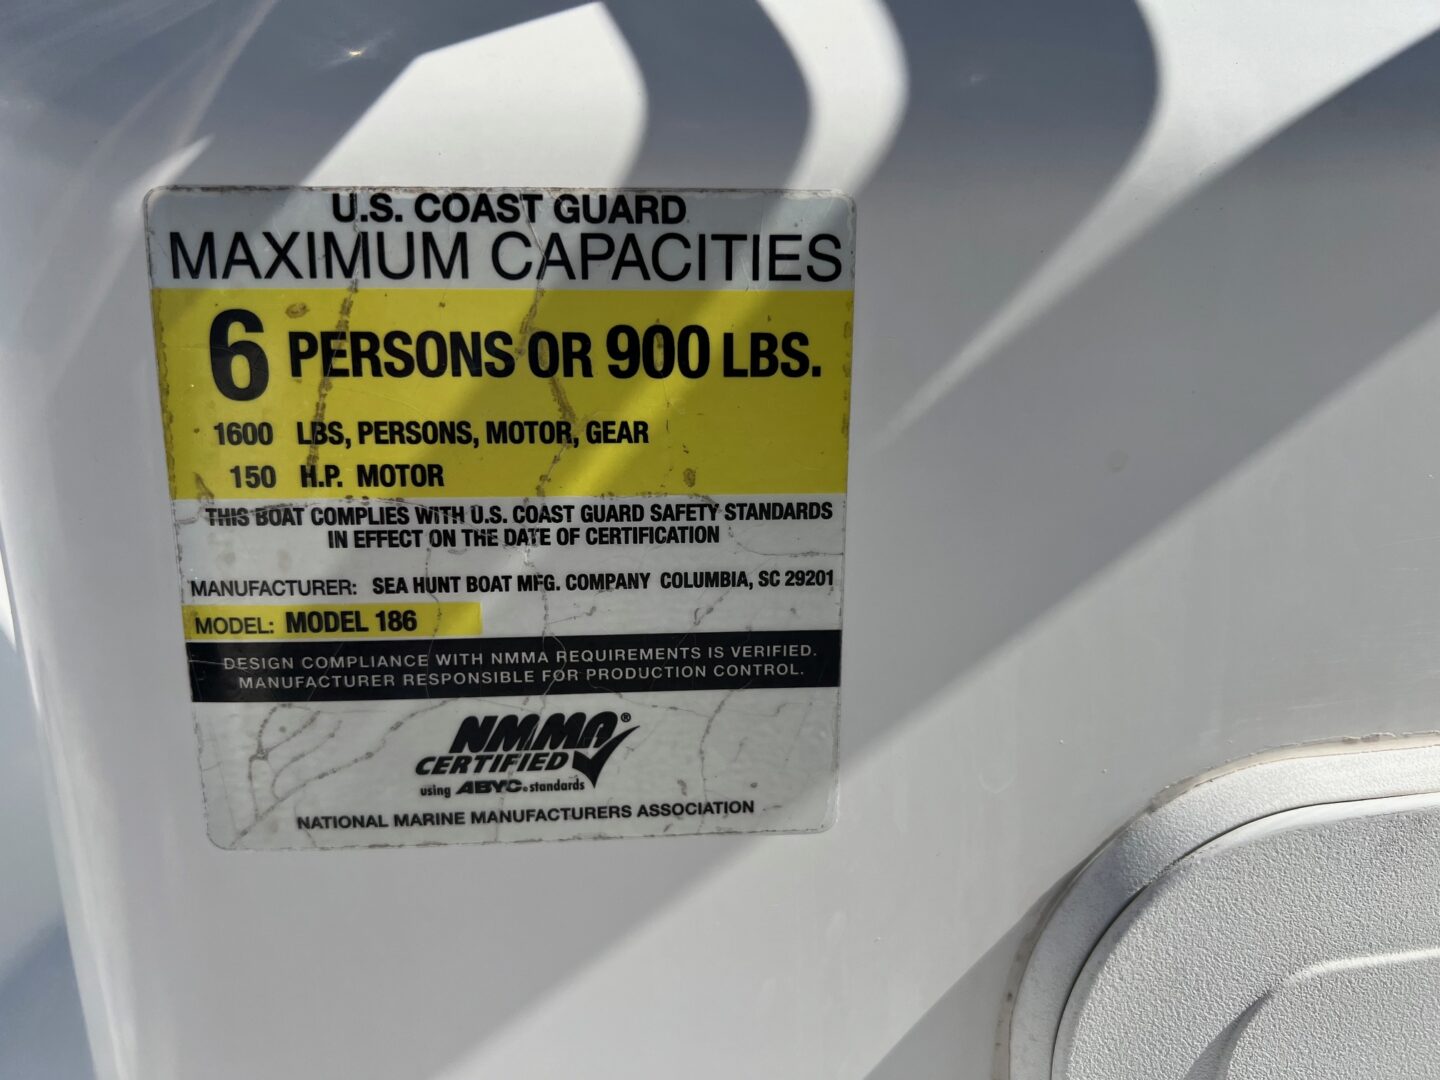 U.S. COAST GUARD
MAXIMUM CAPACITIES
6 PERSONS OR 900 LBS.
1600 LBS, PERSONS, MOTOR, GEAR
150 H.P. MOTOR
THIS BOAT COMPLIES WITH U.S. COAST GUARD SAFETY STANDARDS
IN EFFECT ON THE DATE OF CERTIFICATION
MANUFACTURER: SEA HUNT BOAT MFG. COMPANY COLUMBIA, SC 29201
MODEL: MODEL 186
DESIGN COMPLIANCE WITH NMMA REQUIREMENTS IS VERIFIED.
MANUFACTURER RESPONSIBLE FOR PRODUCTION CONTROL.
NMMA®
CERTIFIED
using ABYC® standards
NATIONAL MARINE MANUFACTURERS ASSOCIATION